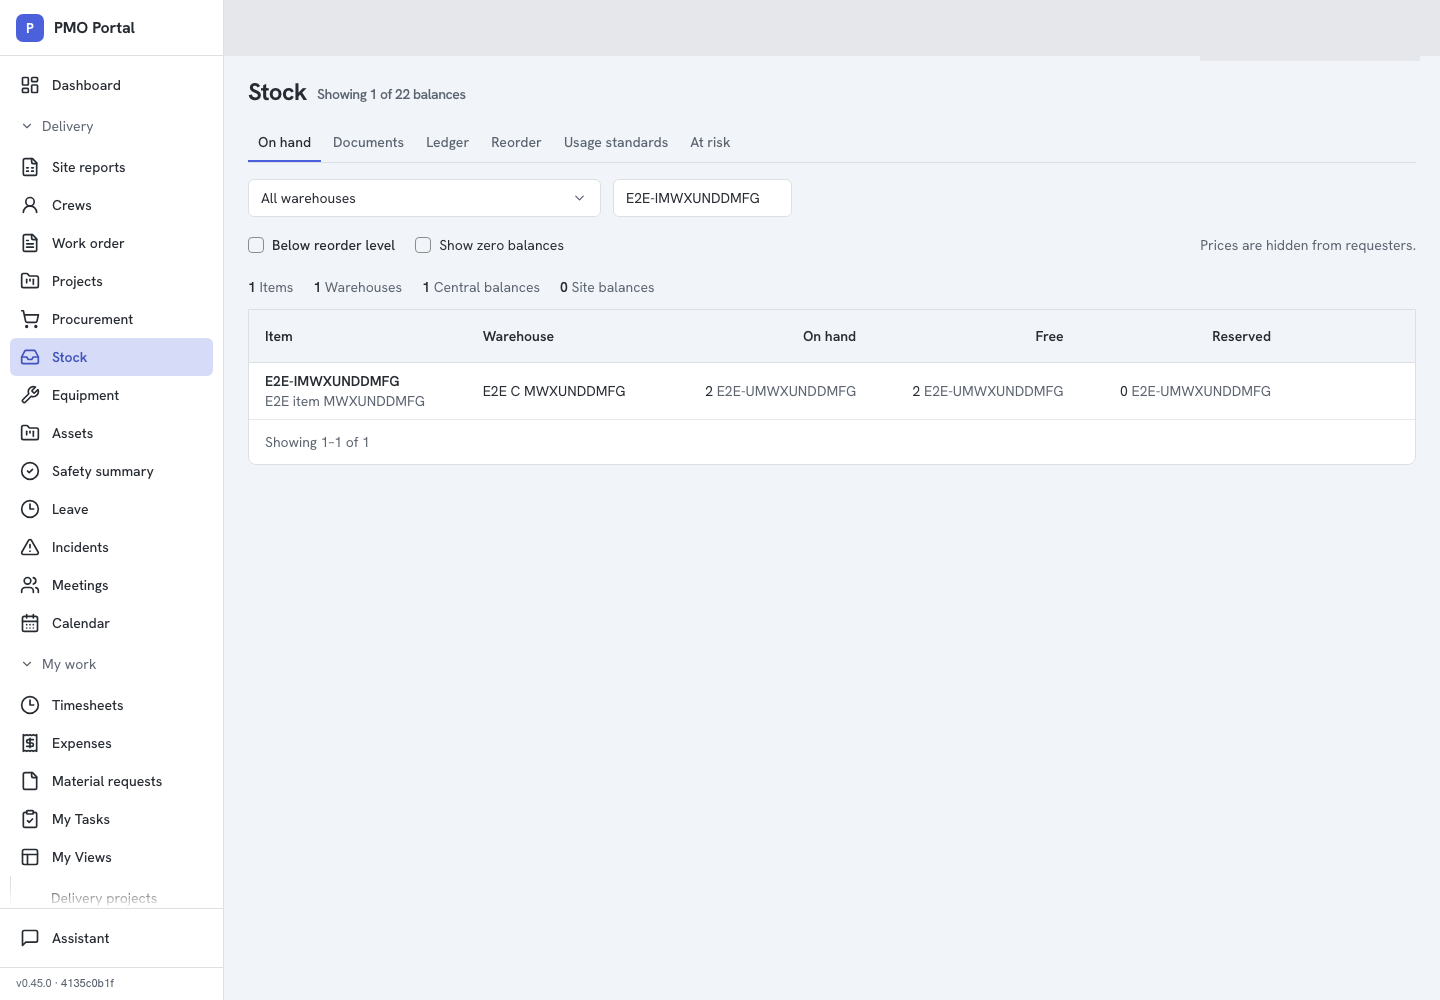 P PMO Portal
Dashboard
Delivery
Site reports
Crews
Work order
Projects
Procurement
Stock
Equipment
Assets
Safety summary
Leave
Incidents
Meetings
Calendar
My work
Timesheets
Expenses
Material requests
My Tasks
My Views
Delivery projects
Assistant
v0.45.0 · 4135c0b1f
Stock Showing 1 of 22 balances
On hand Documents Ledger Reorder Usage standards At risk
All warehouses E2E-IMWXUNDDMFG
Below reorder level Show zero balances Prices are hidden from requesters.
1 Items 1 Warehouses 1 Central balances 0 Site balances
Item Warehouse On hand Free Reserved
E2E-IMWXUNDDMFG
E2E item MWXUNDDMFG
E2E C MWXUNDDMFG 2 E2E-UMWXUNDDMFG 2 E2E-UMWXUNDDMFG 0 E2E-UMWXUNDDMFG
Showing 1–1 of 1